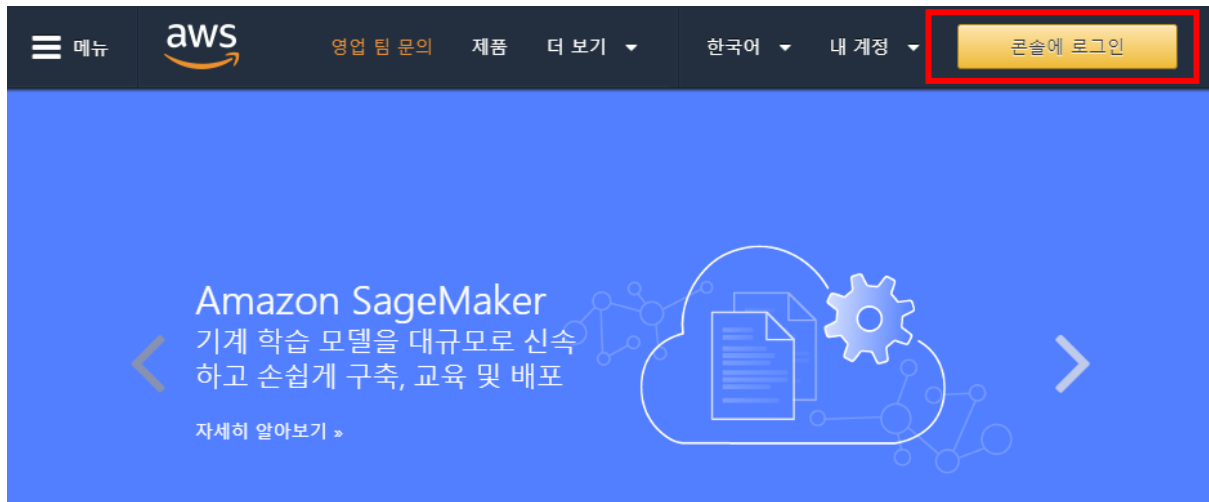 메뉴
aws
영업 팀 문의
제품
더 보기
한국어
내 계정
콘솔에 로그인
Amazon SageMaker
기계 학습 모델을 대규모로 신속
하고 손쉽게 구축, 교육 및 배포
자세히 알아보기 »